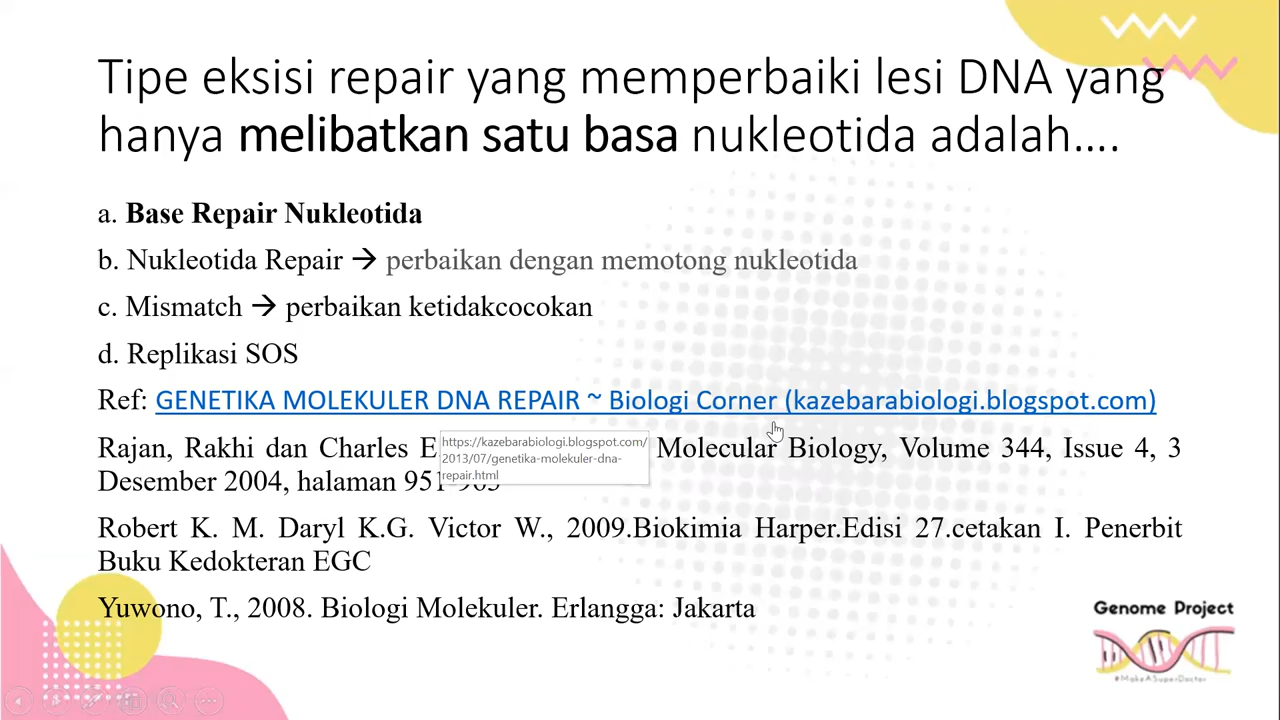 Tipe eksisi repair yang memperbaiki lesi DNA yang
hanya melibatkan satu basa nukleotida adalah....
a. Base Repair Nukleotida
b. Nukleotida Repair → perbaikan dengan memotong nukleotida
c. Mismatch → perbaikan ketidakcocokan
d. Replikasi SOS
Ref: GENETIKA MOLEKULER DNA REPAIR ~ Biologi Corner (kazebarabiologi.blogspot.com)
Rajan, Rakhi dan Charles E Molecular Biology, Volume 344, Issue 4, 3
https://kazebarabiologi.blogspot.com/
2013/07/genetika-molekuler-dna-
repair.html
Desember 2004, halaman
Robert K. M. Daryl K.G. Victor W., 2009.Biokimia Harper.Edisi 27.cetakan I. Penerbit
Buku Kedokteran EGC
Yuwono, T., 2008. Biologi Molekuler. Erlangga: Jakarta
Genome Project
#MakeASuperDoctor